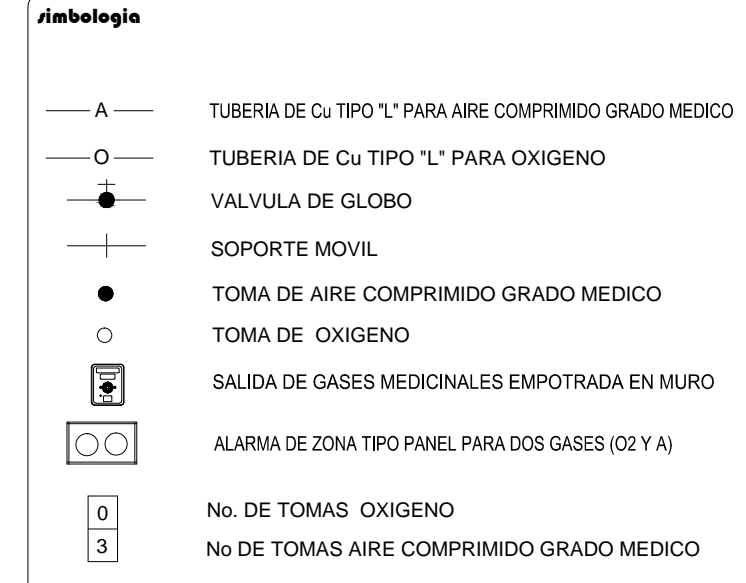 simbologia
A TUBERIA DE Cu TIPO "L" PARA AIRE COMPRIMIDO GRADO MEDICO
O TUBERIA DE Cu TIPO "L" PARA OXIGENO
VALVULA DE GLOBO
SOPORTE MOVIL
TOMA DE AIRE COMPRIMIDO GRADO MEDICO
TOMA DE OXIGENO
SALIDA DE GASES MEDICINALES EMPOTRADA EN MURO
ALARMA DE ZONA TIPO PANEL PARA DOS GASES (O2 Y A)
0 No. DE TOMAS OXIGENO
3 No DE TOMAS AIRE COMPRIMIDO GRADO MEDICO